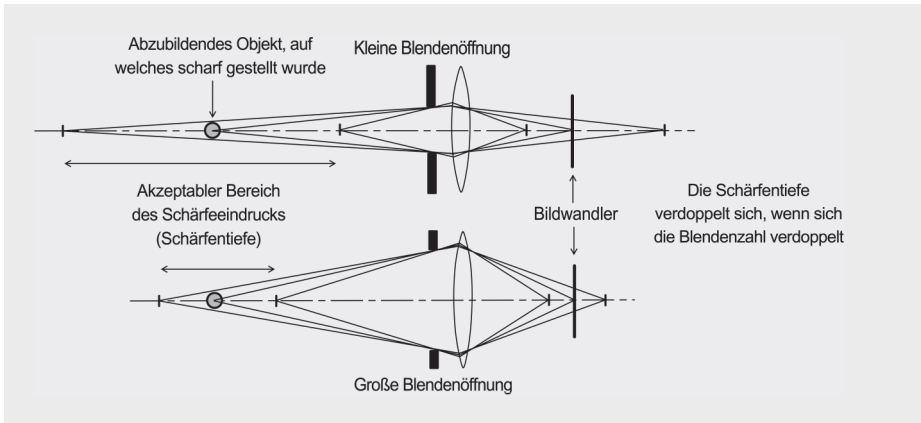 Abzubildendes Objekt, auf
welches scharf gestellt wurde
Kleine Blendenöffnung
Akzeptabler Bereich
des Schärfeeindrucks
(Schärfentiefe)
Bildwandler
Die Schärfentiefe
verdoppelt sich, wenn sich
die Blendenzahl verdoppelt
Große Blendenöffnung